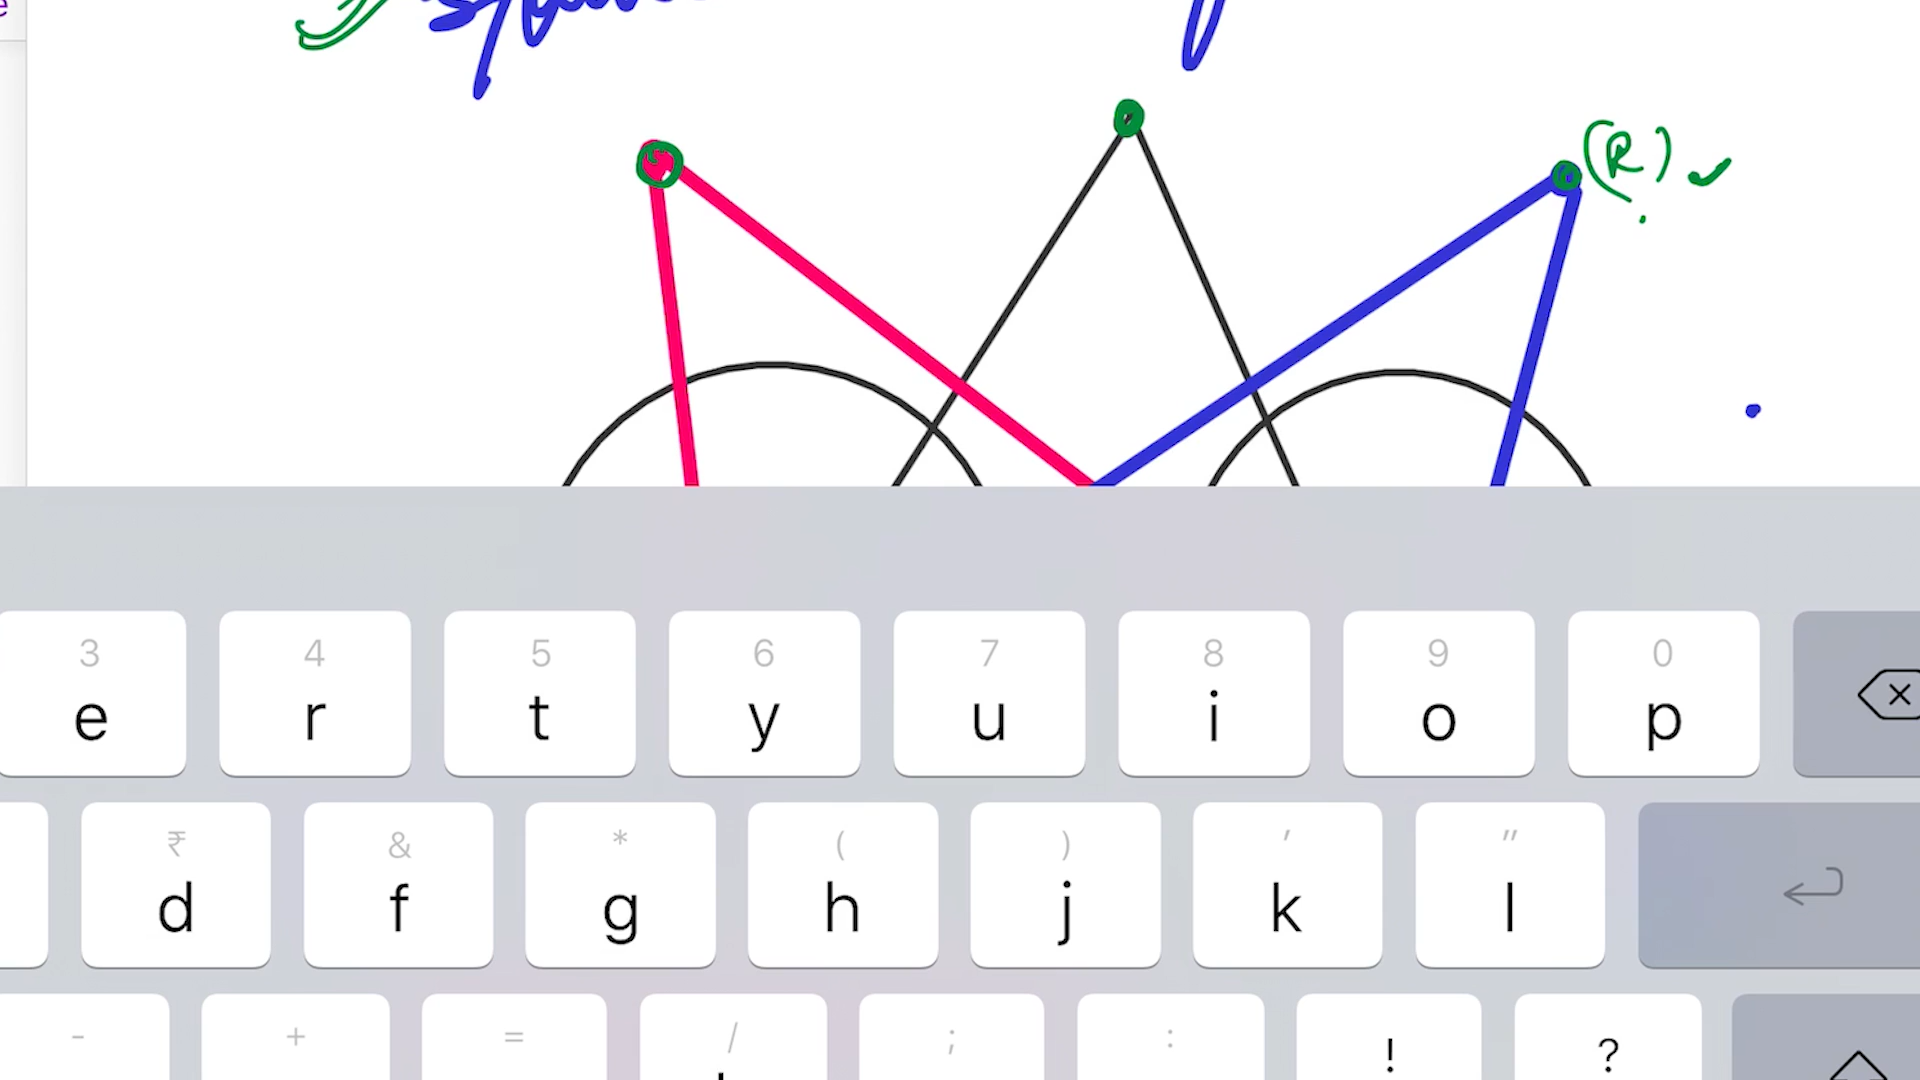 e
(R) ✓
3 4 5 6 7 8 9 0
e r t y u i o p
₹ & * ( ) ' "
d f g h j k l
- + = / ; : ! ?